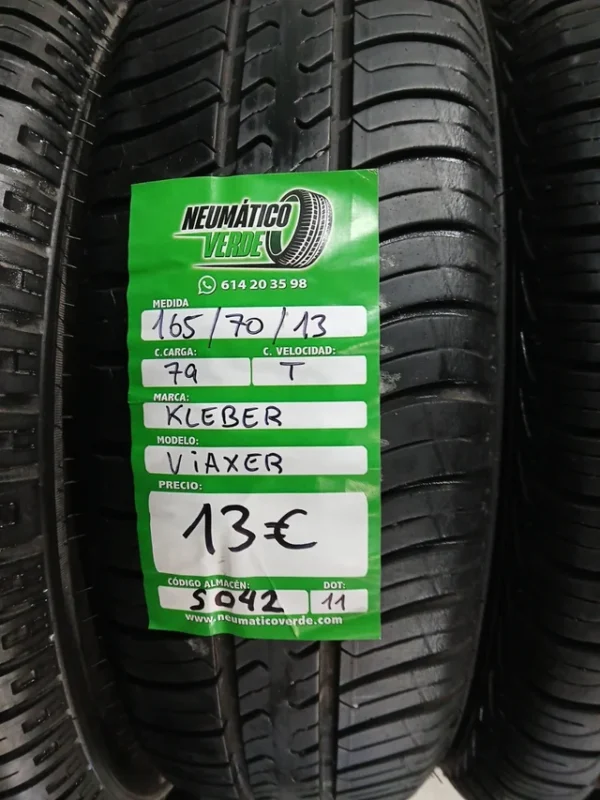 NEUMÁTICO
VERDE
614 20 35 98
MEDIDA
165/70/13
C.CARGA: C. VELOCIDAD:
79 T
MARCA:
KLEBER
MODELO:
ViAXER
PRECIO:
13€
CÓDIGO ALMACÉN: DOT:
S042 11
www.neumaticoverde.com